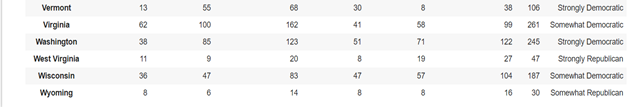 Vermont 13 55 68 30 8 38 106 Strongly Democratic
Virginia 62 100 162 41 58 99 261 Somewhat Democratic
Washington 38 85 123 51 71 122 245 Strongly Democratic
West Virginia 11 9 20 8 19 27 47 Strongly Republican
Wisconsin 36 47 83 47 57 104 187 Somewhat Democratic
Wyoming 8 6 14 8 8 16 30 Somewhat Republican